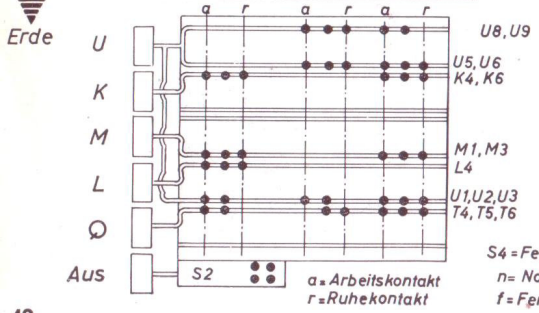 a r a r a r
Erde
U
U8, U9
U5, U6
K
K4, K6
M
M1, M3
L
L4
U1, U2, U3
Q
T4, T5, T6
S4 = Fe
Aus
S2
a = Arbeitskontakt
n = No
r = Ruhekontakt
f = Fe